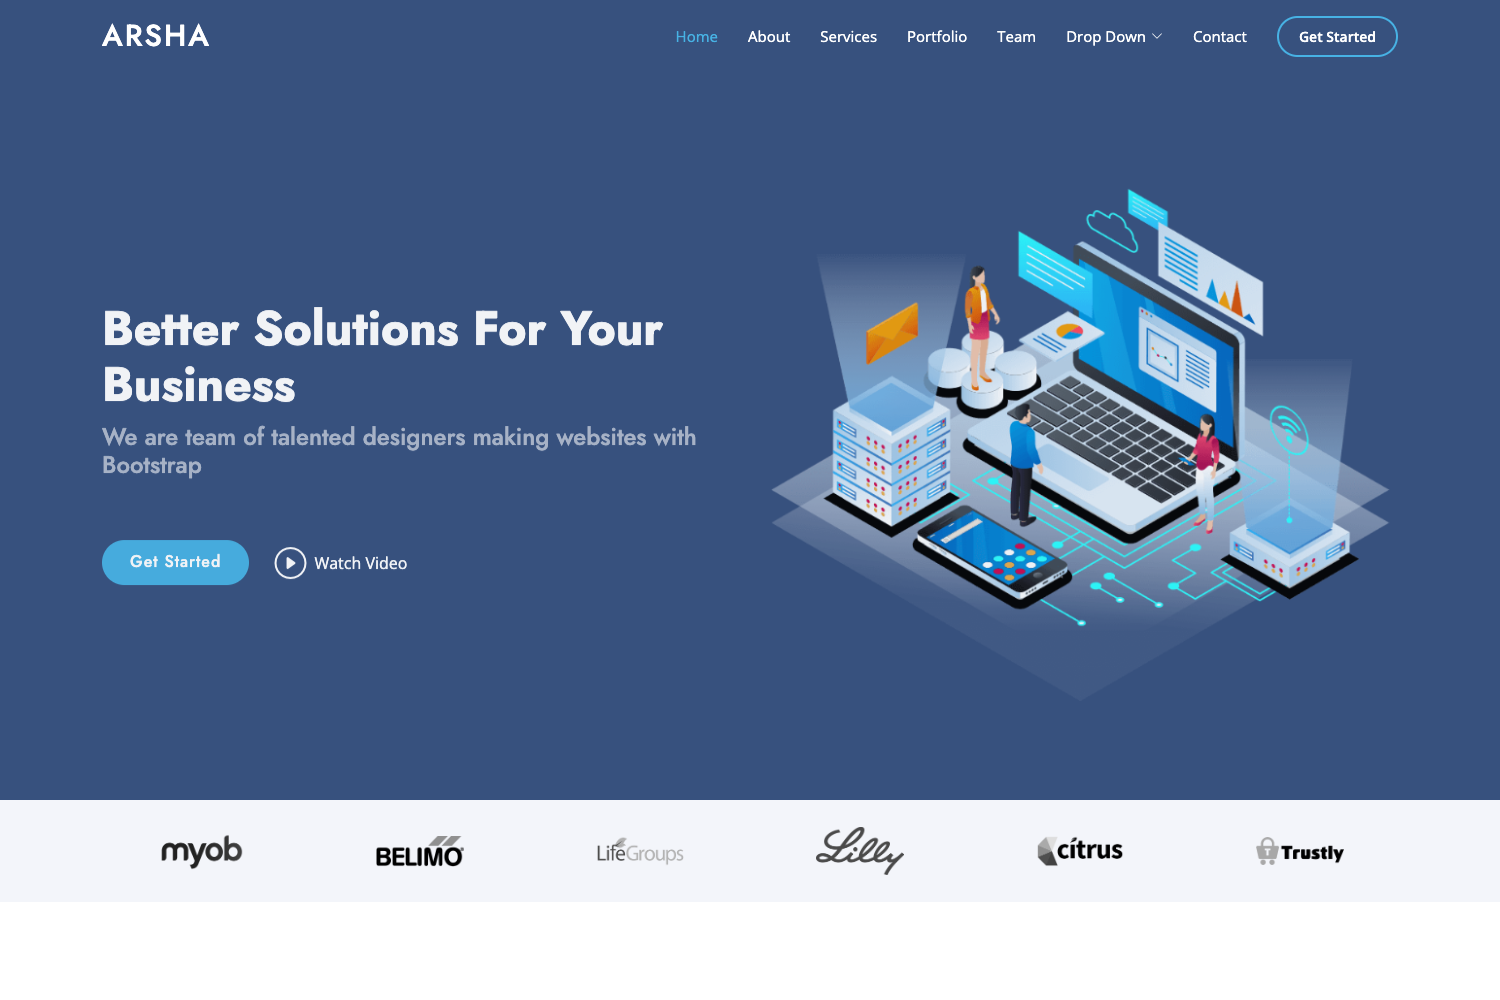 ARSHA
Home About Services Portfolio Team Drop Down Contact Get Started
Better Solutions For Your
Business
We are team of talented designers making websites with
Bootstrap
Get Started Watch Video
myob BELIMO LifeGroups Lilly citrus Trustly